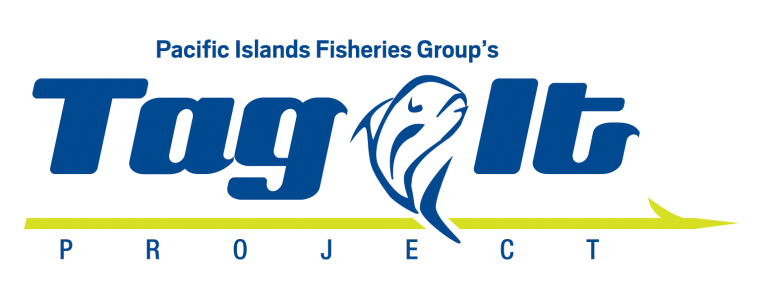 Pacific Islands Fisheries Group's
Tag It
PROJECT